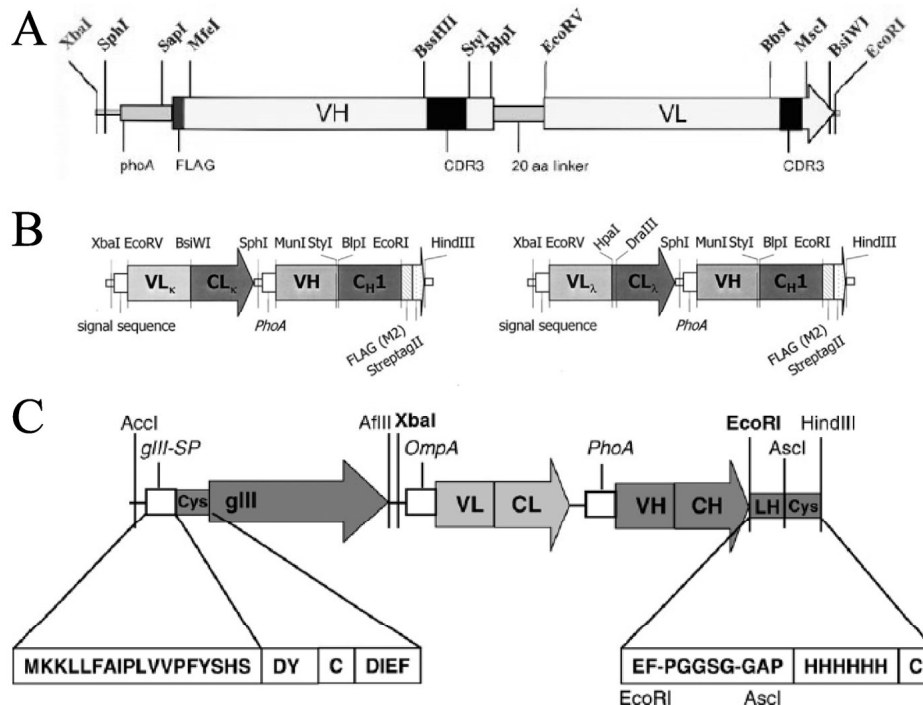 A
XbaI SphI SapI MfeI BssHII StyI BlpI EcoRV BbsI MscI BsiWI EcoRI
VH VL
phoA FLAG CDR3 20 aa linker CDR3
B
XbaI EcoRV BsiWI SphI MunI StyI BlpI EcoRI HindIII
VLκ CLκ VH CH1
signal sequence PhoA FLAG (M2) StreptagII
XbaI EcoRV HpaI DraIII SphI MunI StyI BlpI EcoRI HindIII
VLλ CLλ VH CH1
signal sequence PhoA FLAG (M2) StreptagII
C
AccI AflII XbaI EcoRI HindIII
gIII-SP OmpA PhoA AscI
Cys gIII VL CL VH CH LH Cys
MKKLLFAIPLVVPFYSHS DY C DIEF EF-PGGSG-GAP HHHHHH C
EcoRI AscI